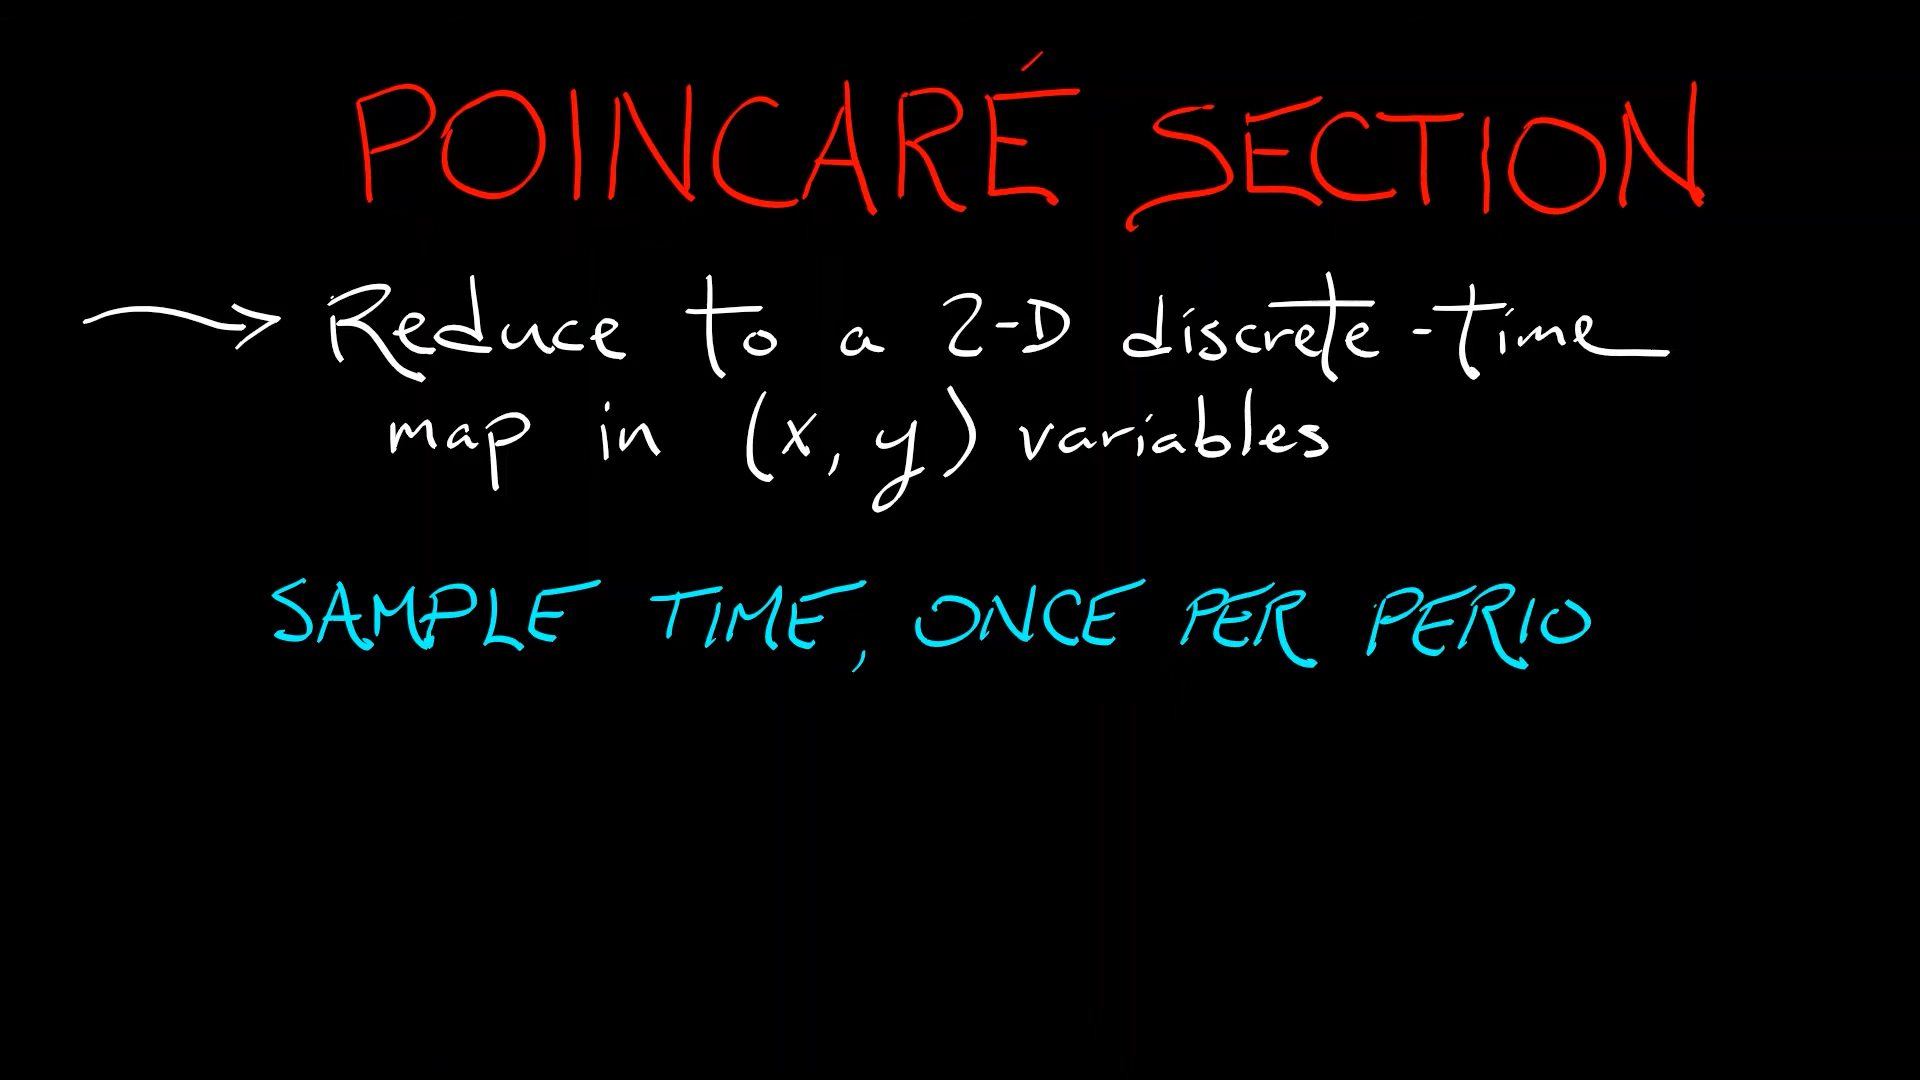 POINCARÉ SECTION
Reduce to a 2-D discrete-time
map in (x, y) variables
SAMPLE TIME, ONCE PER PERIO